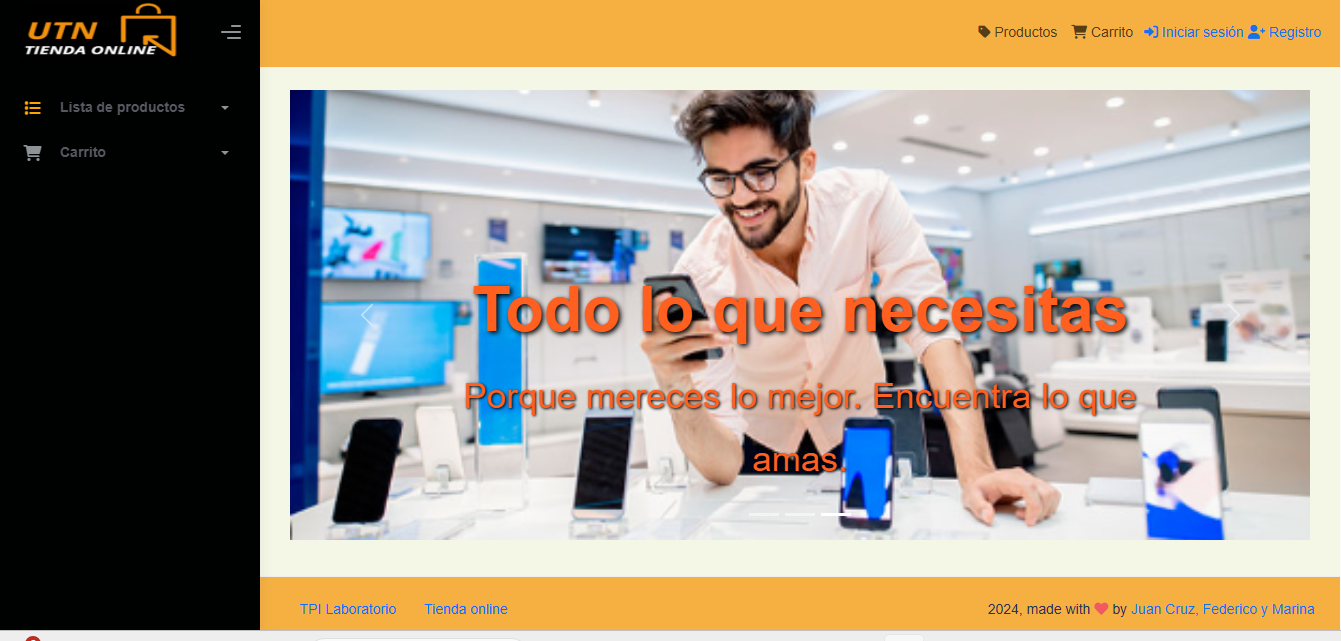 UTN
TIENDA ONLINE
Productos Carrito Iniciar sesión Registro
Lista de productos
Carrito
Todo lo que necesitas
Porque mereces lo mejor. Encuentra lo que
amas.
TPI Laboratorio Tienda online
2024, made with by Juan Cruz, Federico y Marina